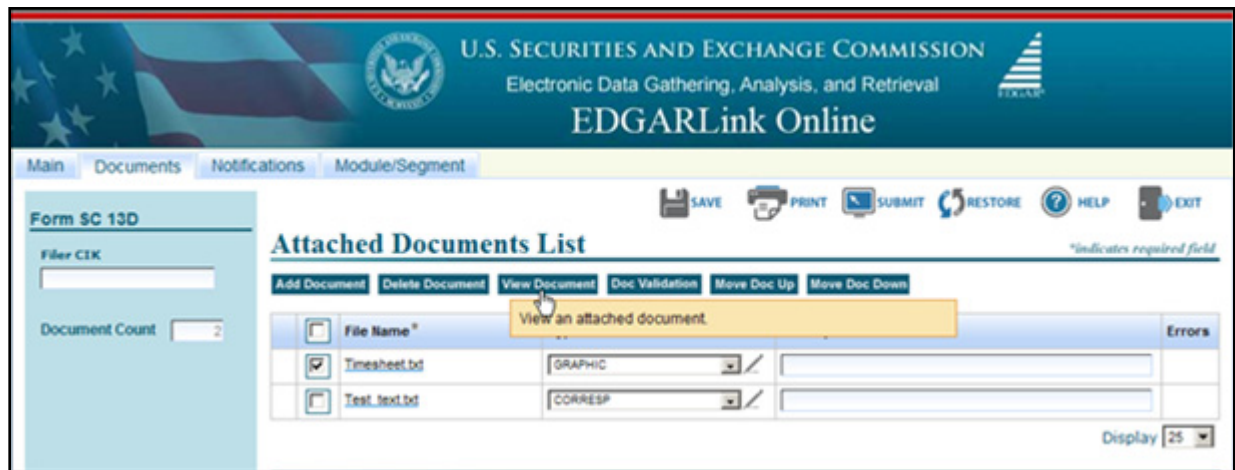 U.S. SECURITIES AND EXCHANGE COMMISSION
Electronic Data Gathering, Analysis, and Retrieval
EDGAR
EDGARLink Online
Main Documents Notifications Module/Segment
SAVE PRINT SUBMIT RESTORE HELP EXIT
Form SC 13D
Attached Documents List
*indicates required field
Filer CIK
Add Document Delete Document View Document Doc Validation Move Doc Up Move Doc Down
View an attached document.
Document Count 2
File Name* Errors
Timesheet.txt GRAPHIC
Test_text.txt CORRESP
Display 25